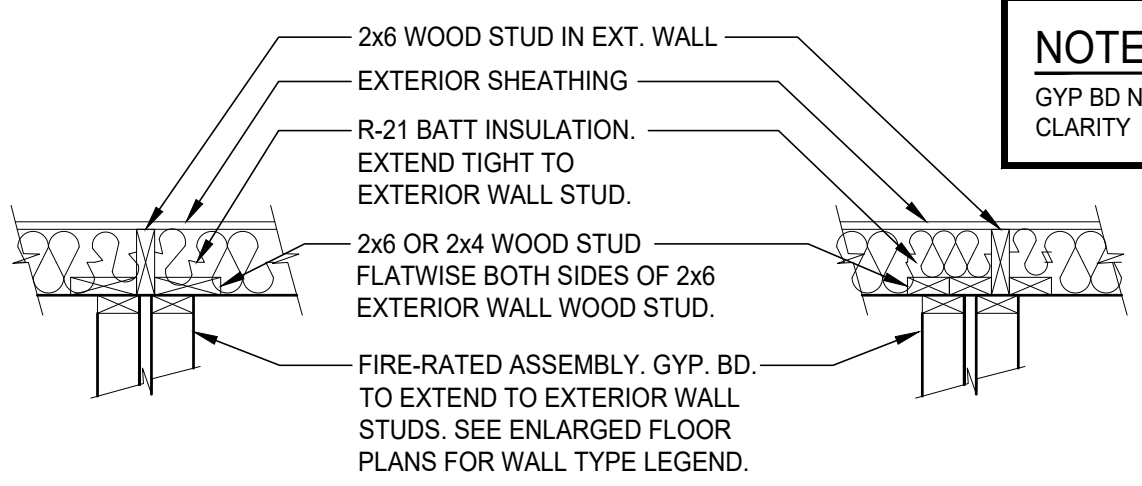 2x6 WOOD STUD IN EXT. WALL
EXTERIOR SHEATHING
R-21 BATT INSULATION.
EXTEND TIGHT TO
EXTERIOR WALL STUD.
2x6 OR 2x4 WOOD STUD
FLATWISE BOTH SIDES OF 2x6
EXTERIOR WALL WOOD STUD.
FIRE-RATED ASSEMBLY. GYP. BD.
TO EXTEND TO EXTERIOR WALL
STUDS. SEE ENLARGED FLOOR
PLANS FOR WALL TYPE LEGEND.
NOTE
GYP BD N
CLARITY